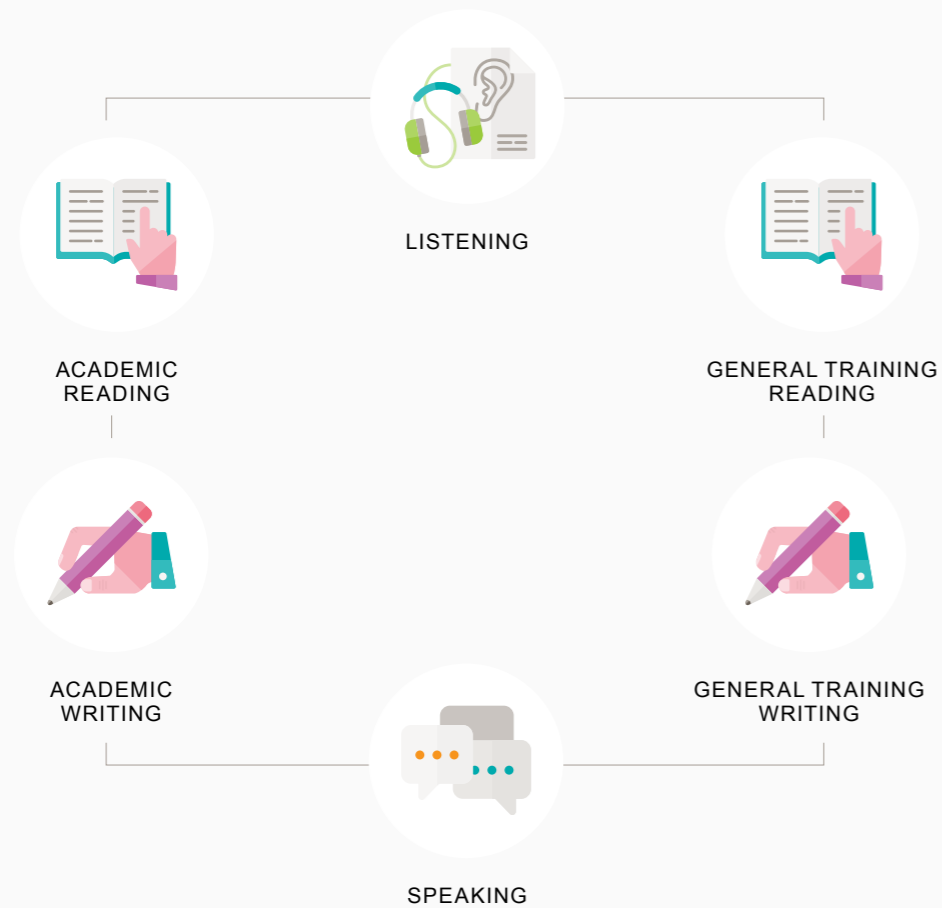 LISTENING
ACADEMIC
READING
GENERAL TRAINING
READING
ACADEMIC
WRITING
GENERAL TRAINING
WRITING
SPEAKING